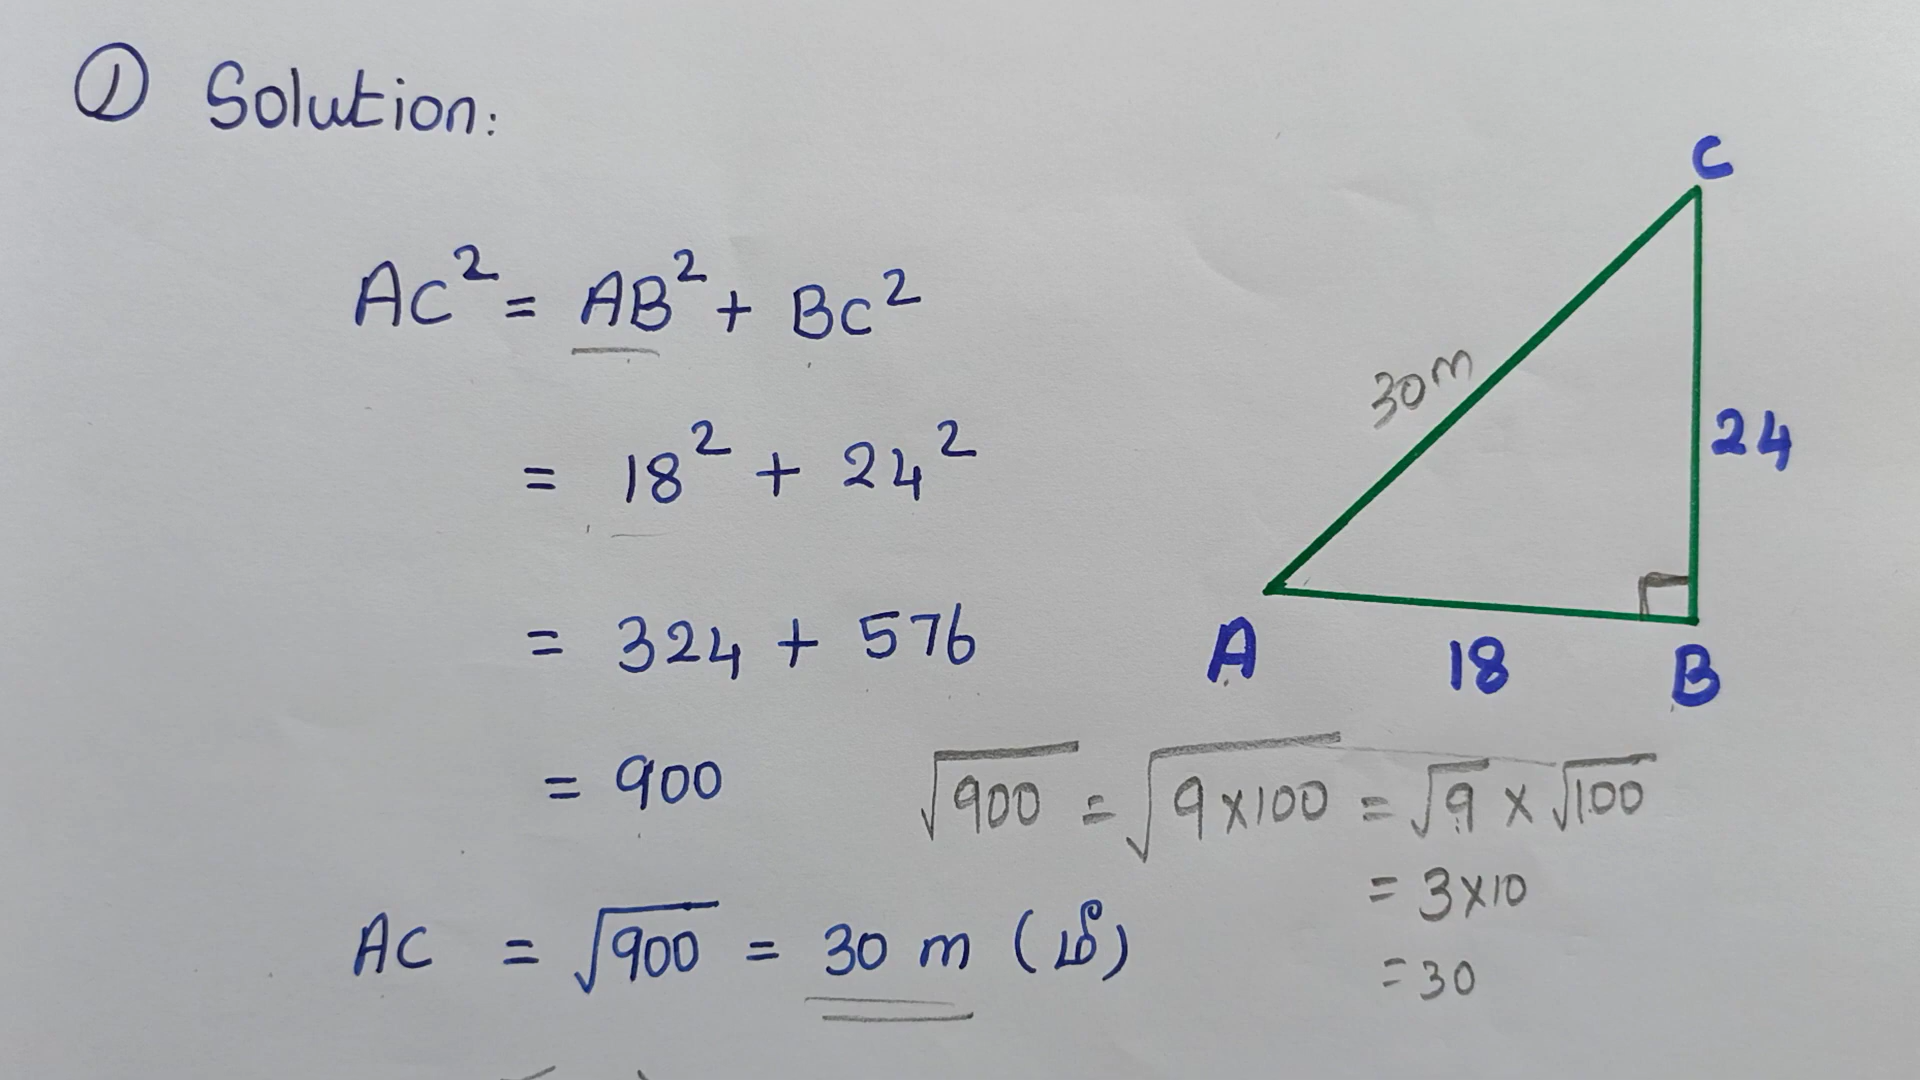 ① Solution:
AC² = AB² + BC²
= 18² + 24²
= 324 + 576
= 900
AC = √900 = 30 m (மீ)
C
30m
24
A
18
B
√900 = √9×100 = √9 × √100
= 3×10
= 30